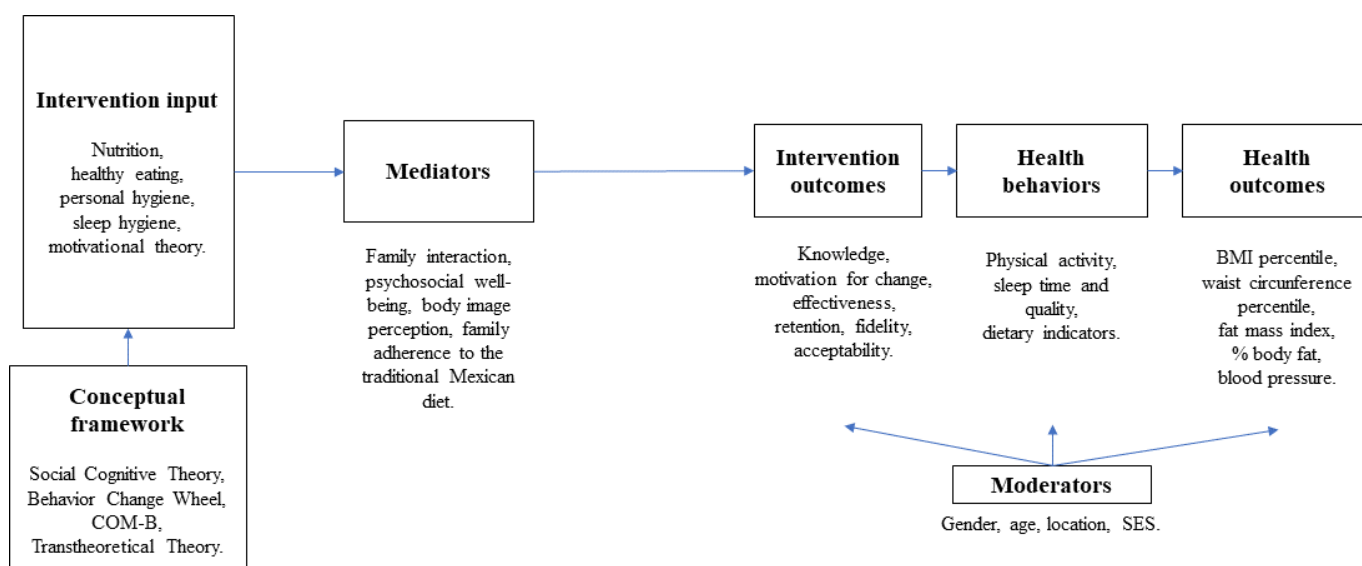 Intervention input
Nutrition,
healthy eating,
personal hygiene,
sleep hygiene,
motivational theory.
Conceptual
framework
Social Cognitive Theory,
Behavior Change Wheel,
COM-B,
Transtheoretical Theory.
Mediators
Family interaction,
psychosocial well-
being, body image
perception, family
adherence to the
traditional Mexican
diet.
Intervention
outcomes
Knowledge,
motivation for change,
effectiveness,
retention, fidelity,
acceptability.
Health
behaviors
Physical activity,
sleep time and
quality,
dietary indicators.
Health
outcomes
BMI percentile,
waist circunference
percentile,
fat mass index,
% body fat,
blood pressure.
Moderators
Gender, age, location, SES.